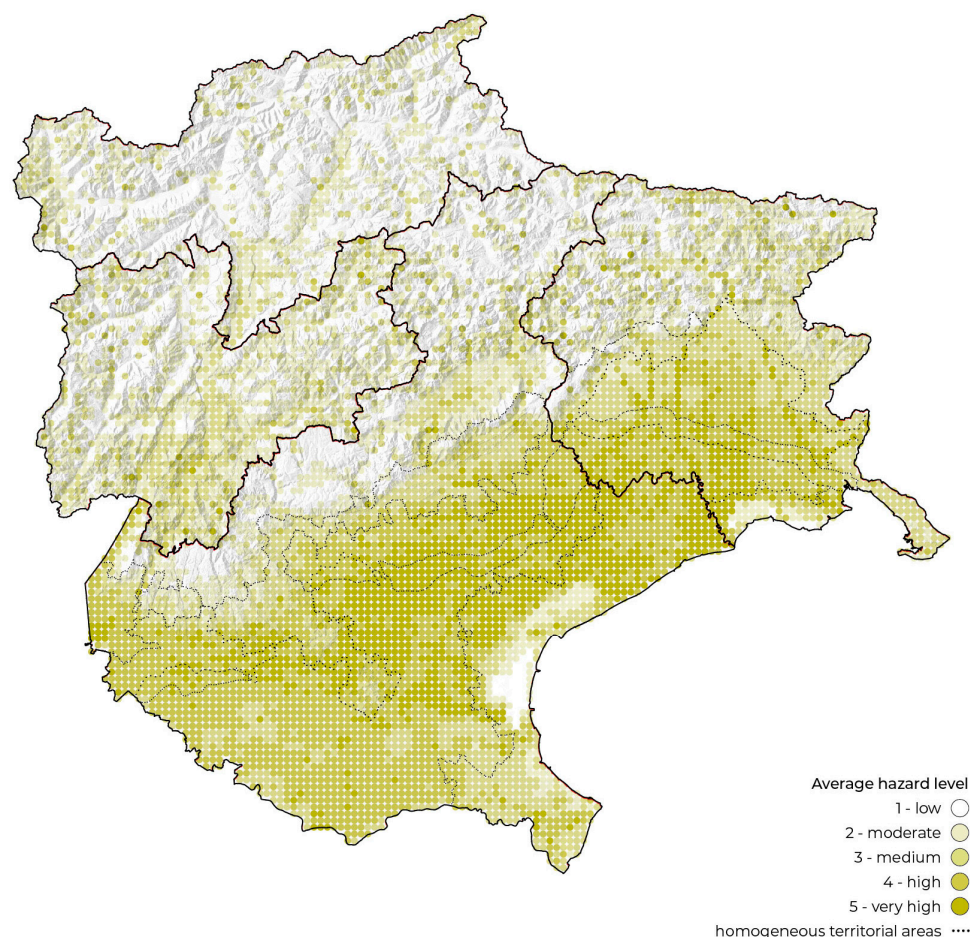 Average hazard level
1 - low
2 - moderate
3 - medium
4 - high
5 - very high
homogeneous territorial areas